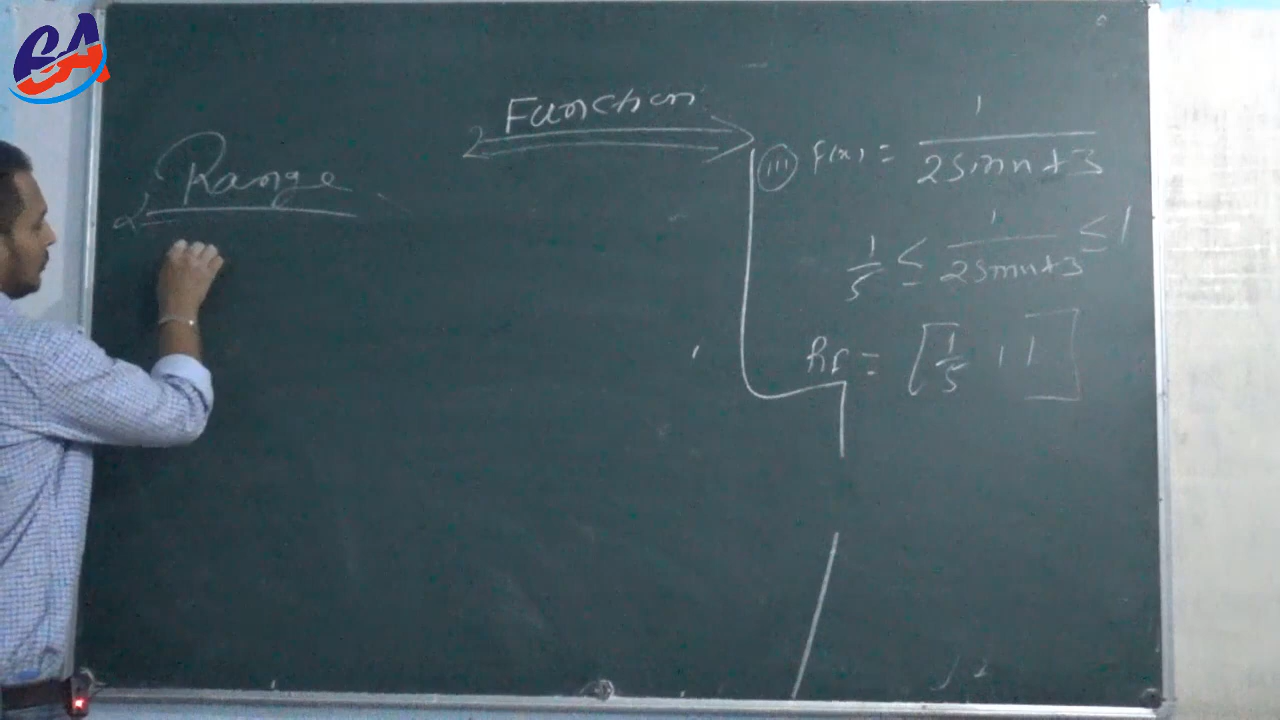 Function
Range
(iii) f(x) = 1 / 2sinx+3
1/5 ≤ 1 / 2sinx+3 ≤ 1
Rf = [1/5 , 1]